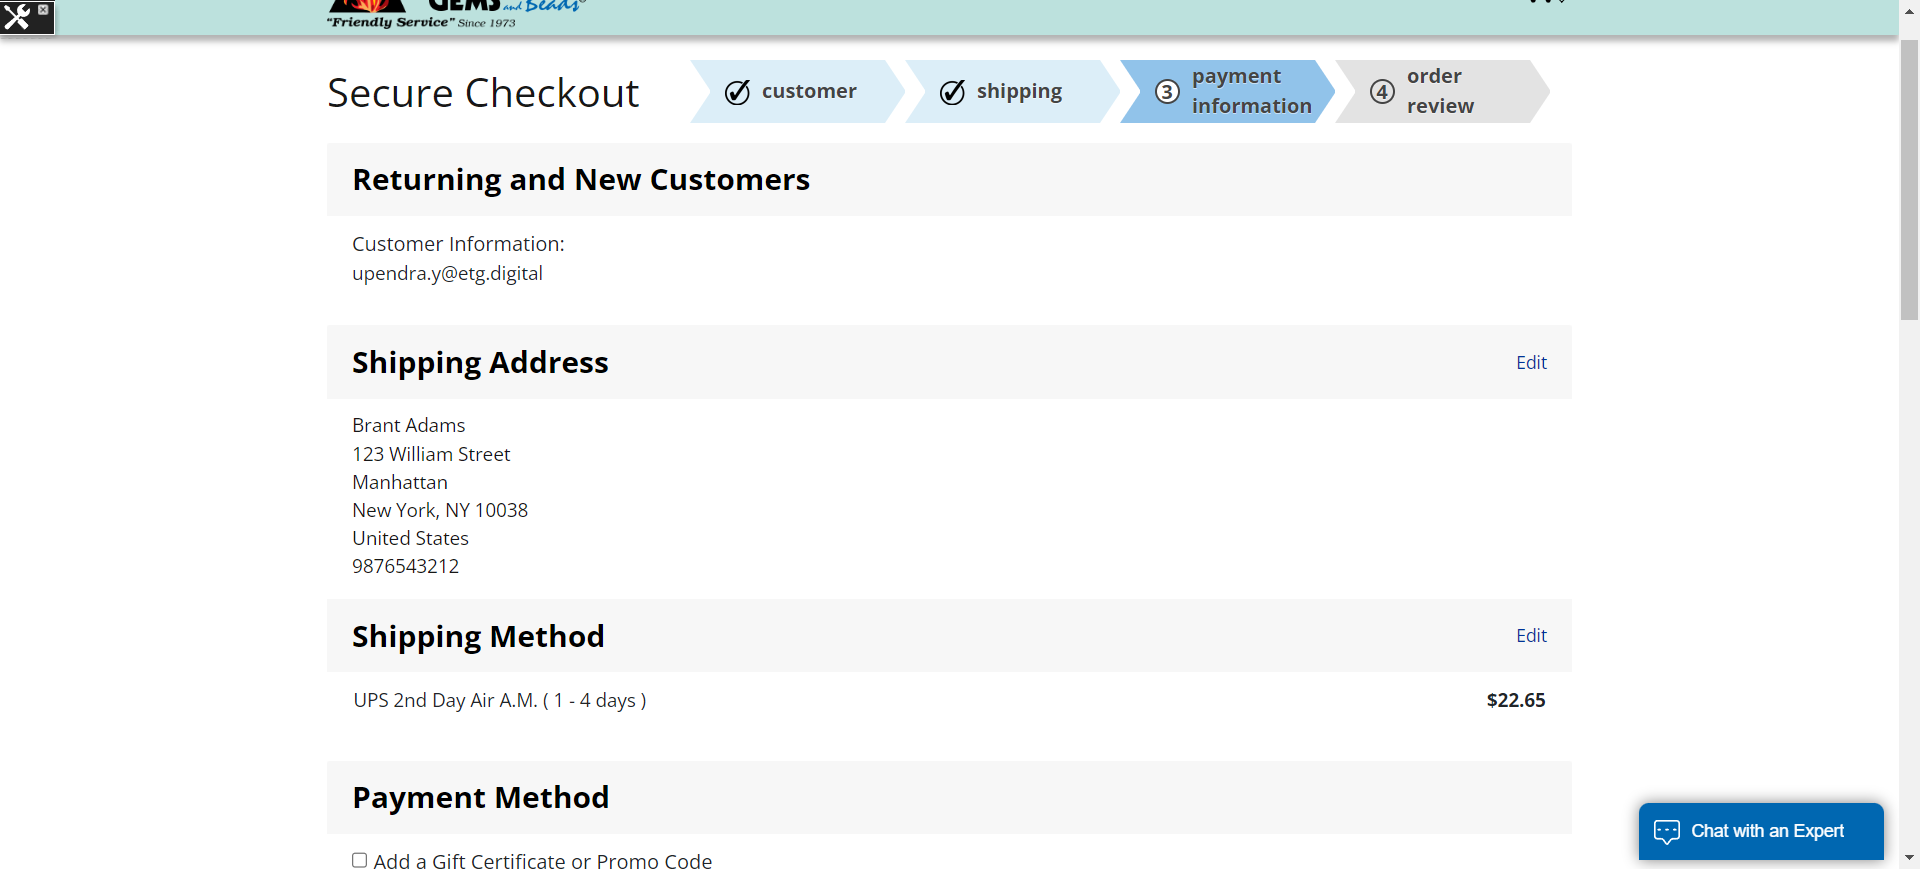 GEMS and Beads
"Friendly Service" Since 1973
Secure Checkout
customer
shipping
3 payment
information
4 order
review
Returning and New Customers
Customer Information:
upendra.y@etg.digital
Shipping Address
Edit
Brant Adams
123 William Street
Manhattan
New York, NY 10038
United States
9876543212
Shipping Method
Edit
UPS 2nd Day Air A.M. ( 1 - 4 days )
$22.65
Payment Method
Chat with an Expert
Add a Gift Certificate or Promo Code